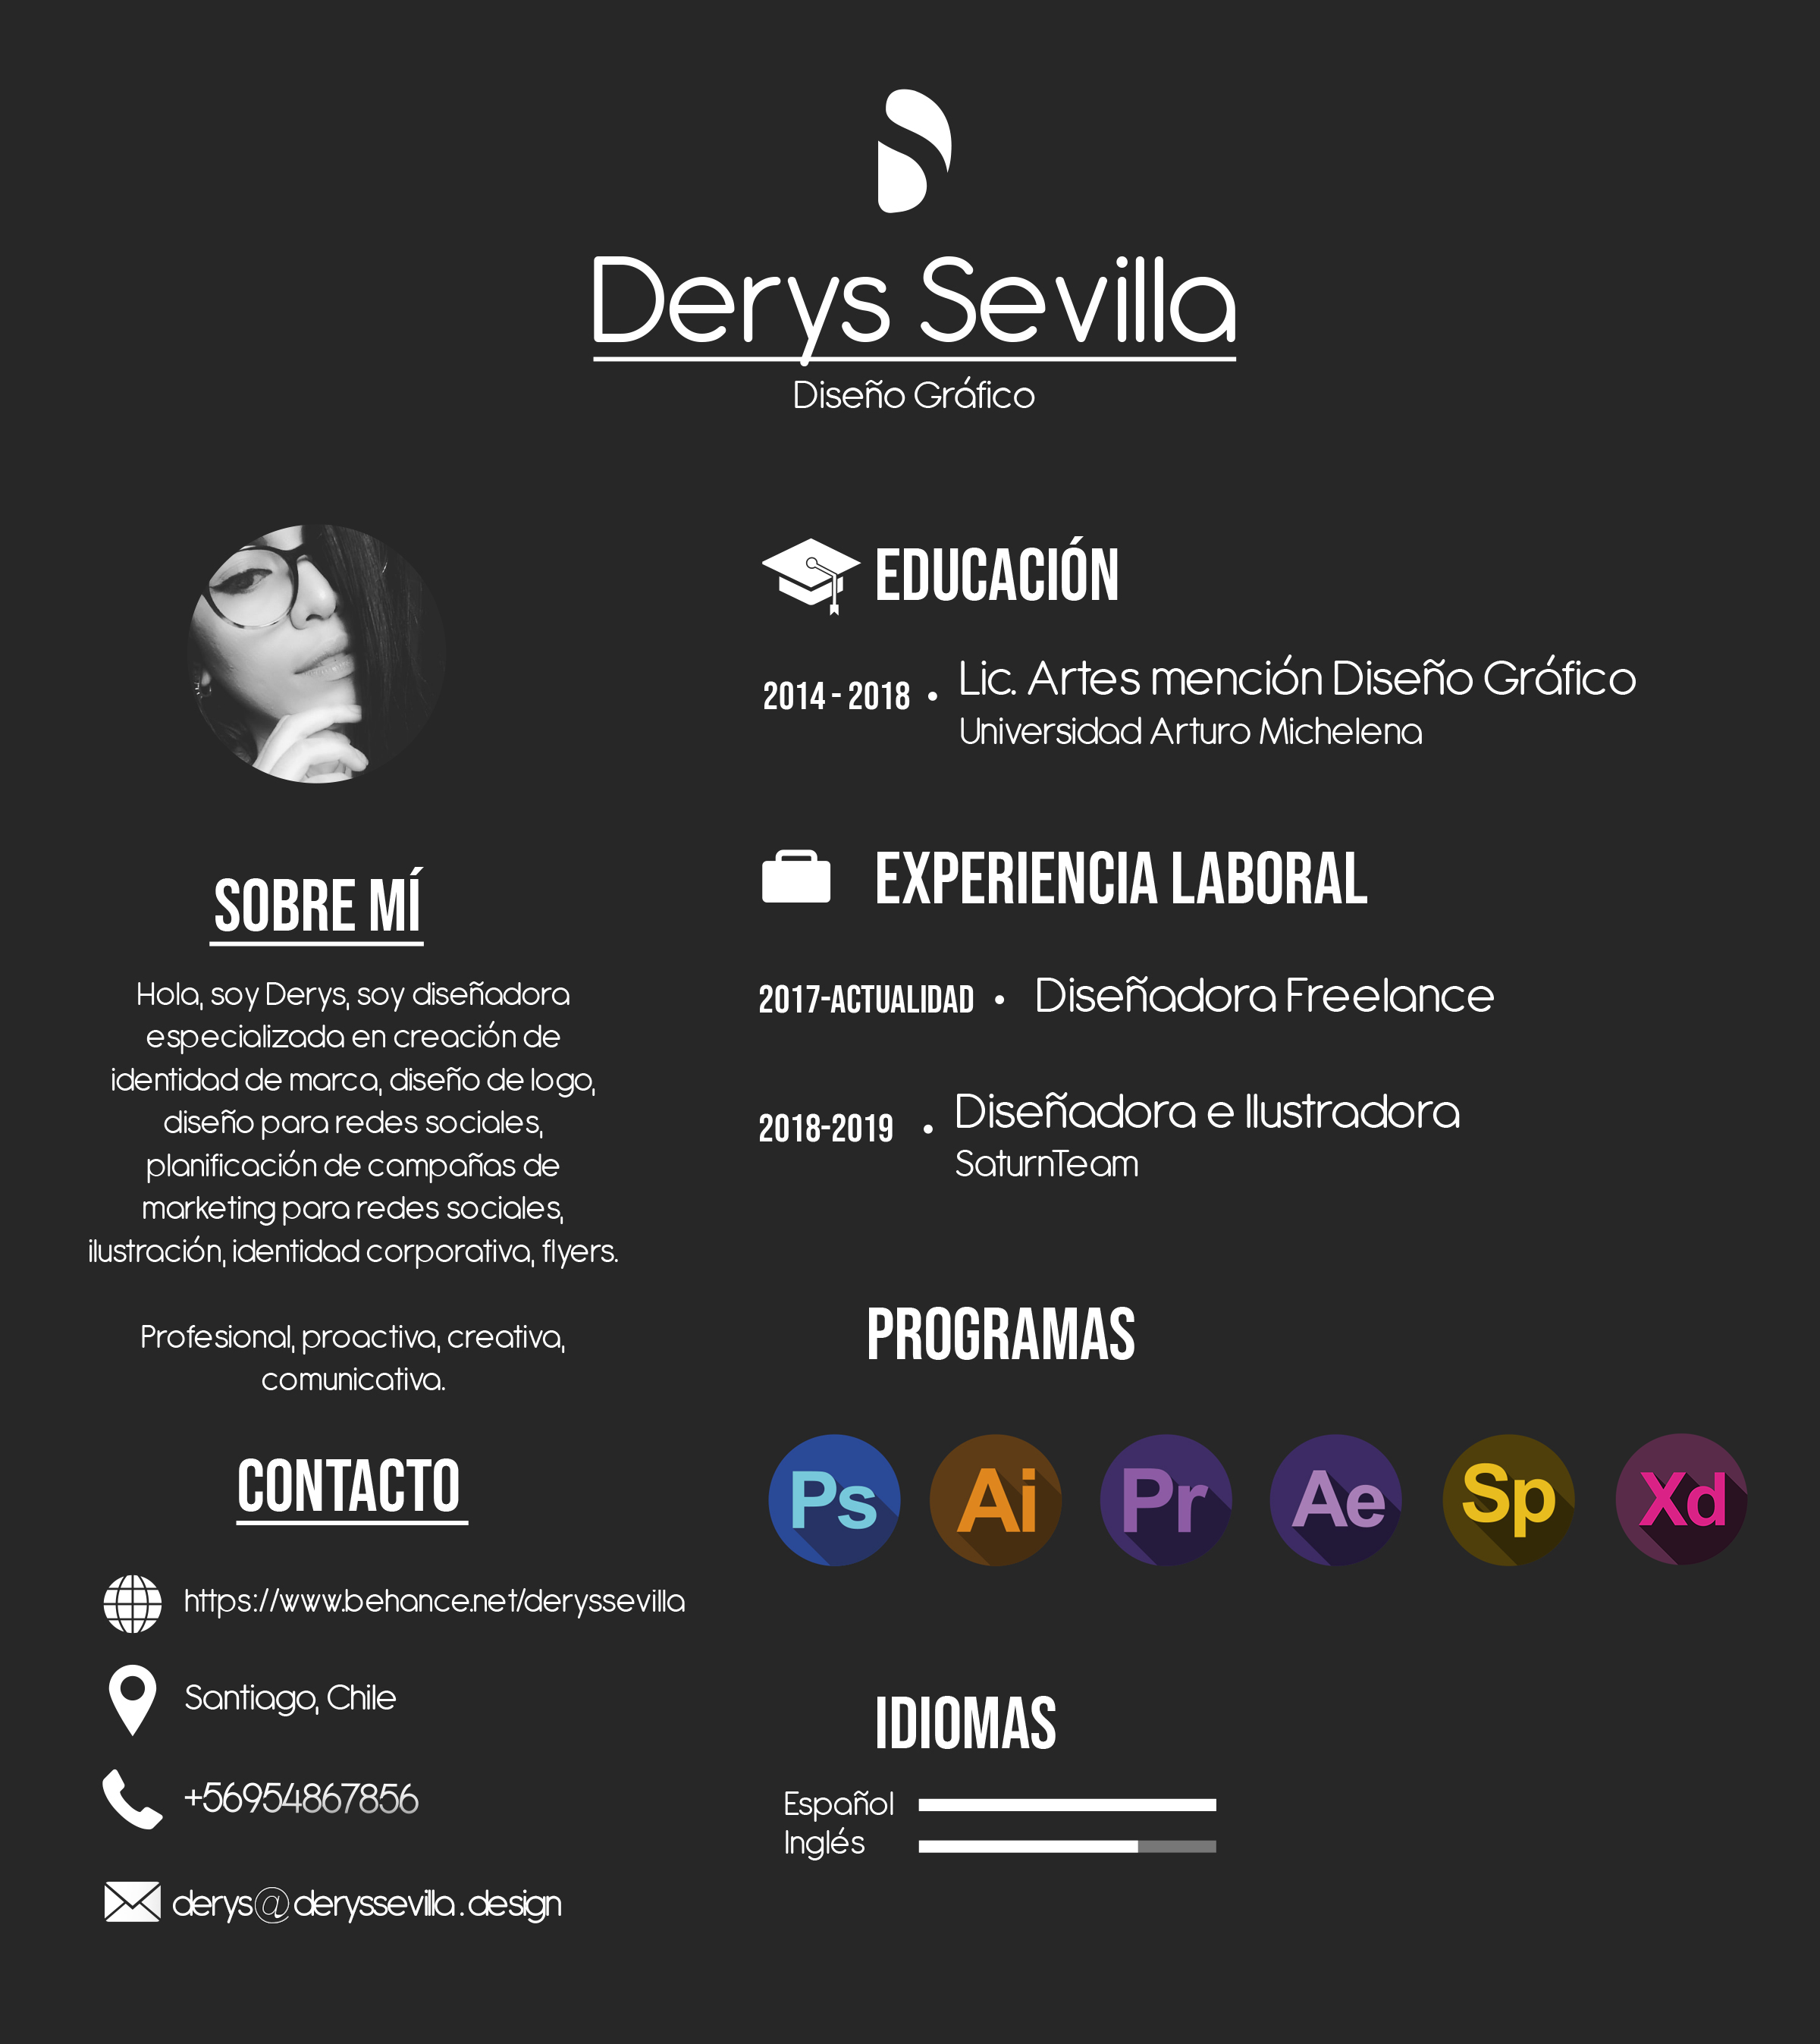 Derys Sevilla
Diseño Gráfico
SOBRE MÍ
Hola, soy Derys, soy diseñadora
especializada en creación de
identidad de marca, diseño de logo,
diseño para redes sociales,
planificación de campañas de
marketing para redes sociales,
ilustración, identidad corporativa, flyers.
Profesional, proactiva, creativa,
comunicativa.
CONTACTO
https://www.behance.net/deryssevilla
Santiago, Chile
+56954867856
derys@deryssevilla.design
EDUCACIÓN
2014 - 2018 • Lic. Artes mención Diseño Gráfico
Universidad Arturo Michelena
EXPERIENCIA LABORAL
2017-ACTUALIDAD • Diseñadora Freelance
2018-2019 • Diseñadora e Ilustradora
SaturnTeam
PROGRAMAS
Ps Ai Pr Ae Sp Xd
IDIOMAS
Español
Inglés